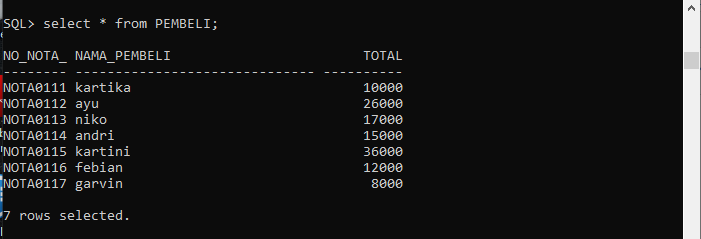 SQL> select * from PEMBELI;
NO_NOTA_ NAMA_PEMBELI                        TOTAL
-------- ------------------------------ ----------
NOTA0111 kartika                             10000
NOTA0112 ayu                                 26000
NOTA0113 niko                                17000
NOTA0114 andri                               15000
NOTA0115 kartini                             36000
NOTA0116 febian                              12000
NOTA0117 garvin                               8000
7 rows selected.